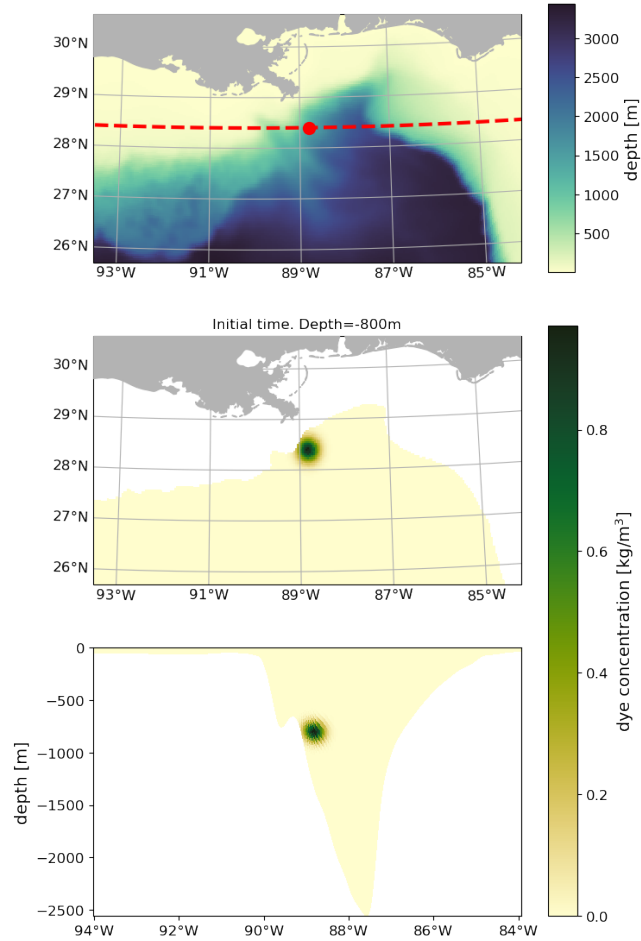 30°N
29°N
28°N
27°N
26°N
93°W 91°W 89°W 87°W 85°W
3000
2500
2000
1500
1000
500
depth [m]
Initial time. Depth=-800m
30°N
29°N
28°N
27°N
26°N
93°W 91°W 89°W 87°W 85°W
0
−500
−1000
−1500
−2000
−2500
depth [m]
94°W 92°W 90°W 88°W 86°W 84°W
0.8
0.6
0.4
0.2
0.0
dye concentration [kg/m³]